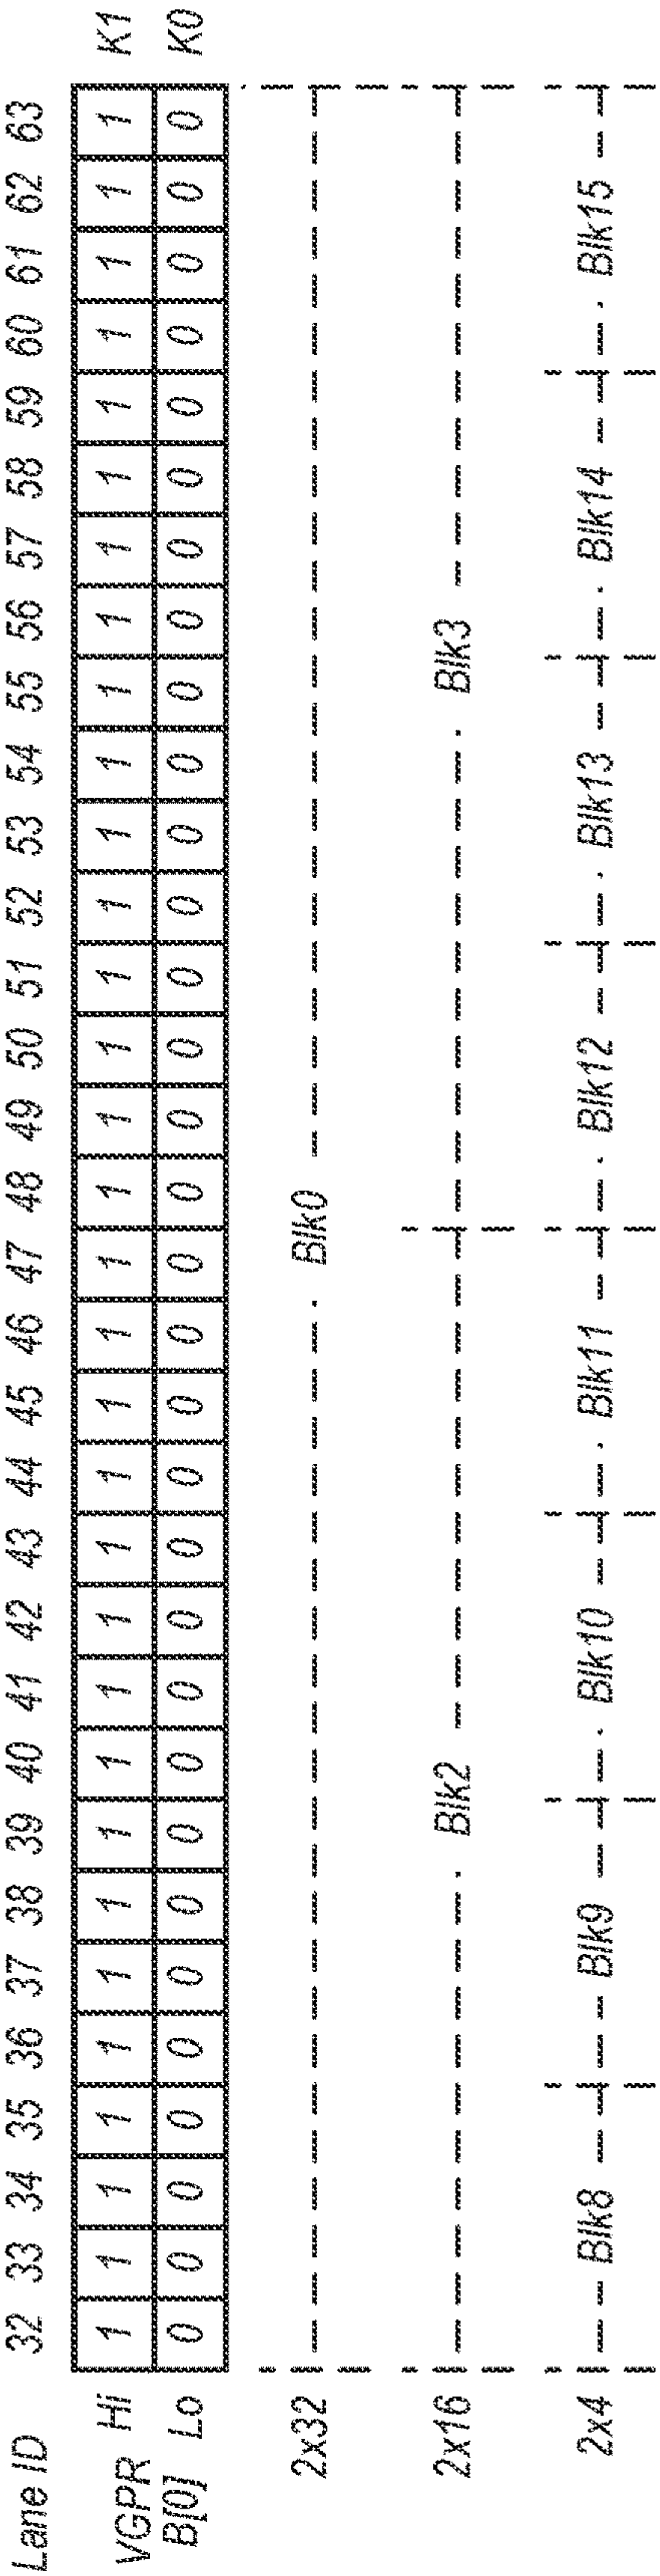 Lane ID 32 33 34 35 36 37 38 39 40 41 42 43 44 45 46 47 48 49 50 51 52 53 54 55 56 57 58 59 60 61 62 63
VGPR Hi 1 1 1 1 1 1 1 1 1 1 1 1 1 1 1 1 1 1 1 1 1 1 1 1 1 1 1 1 1 1 1 1 K1
B[0] Lo 0 0 0 0 0 0 0 0 0 0 0 0 0 0 0 0 0 0 0 0 0 0 0 0 0 0 0 0 0 0 0 0 K0
2x32 Blk0
2x16 Blk2 Blk3
2x4 Blk8 Blk9 Blk10 Blk11 Blk12 Blk13 Blk14 Blk15